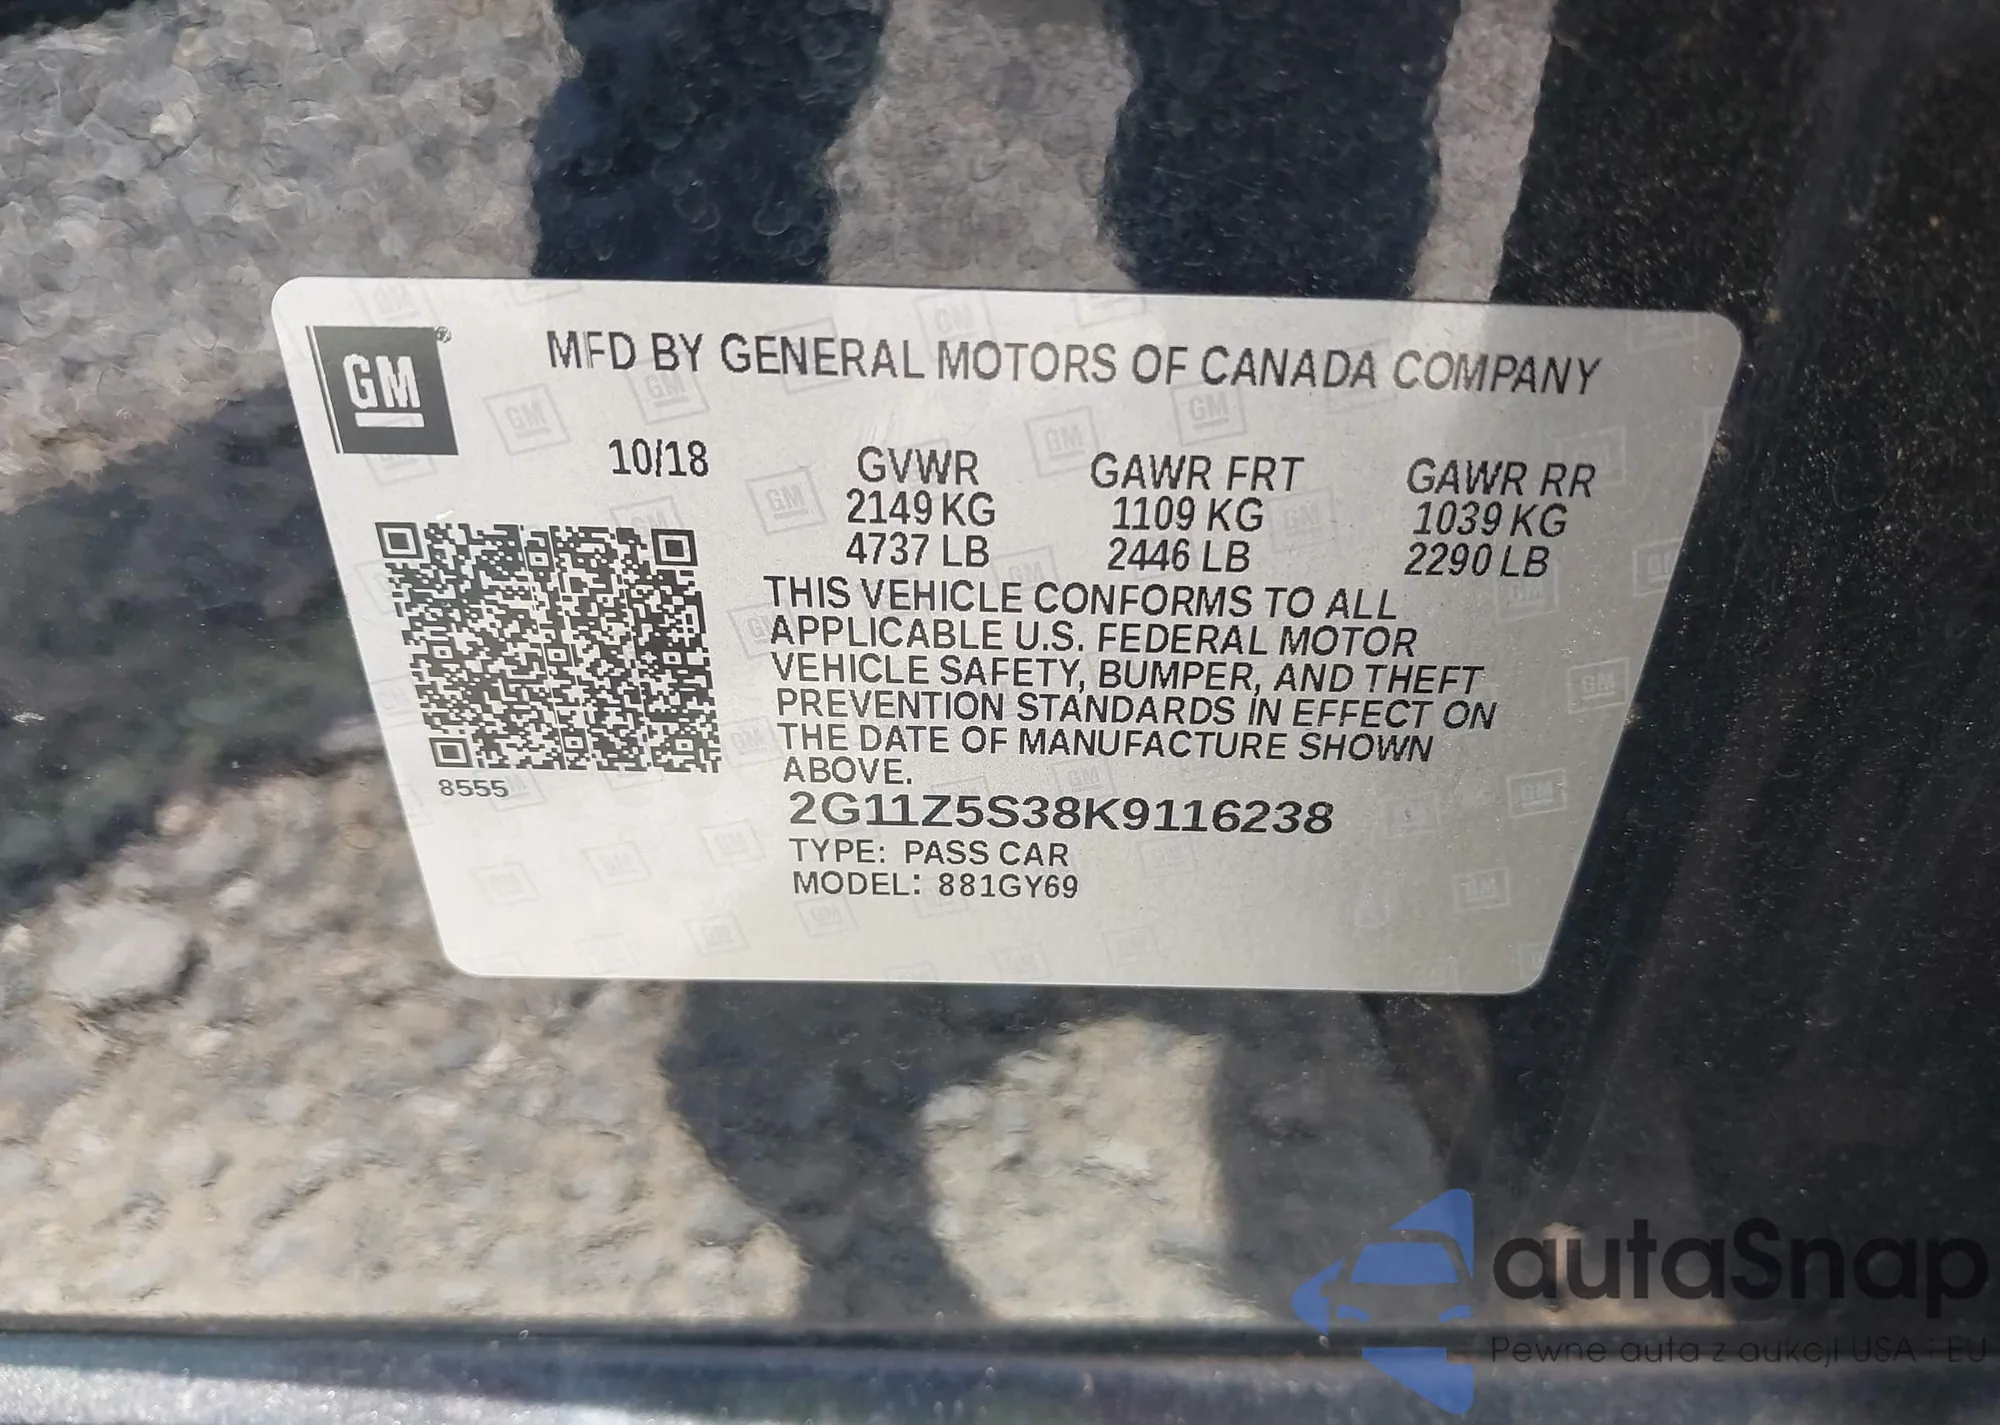 GM
MFD BY GENERAL MOTORS OF CANADA COMPANY
10/18
GVWR GAWR FRT GAWR RR
2149 KG 1109 KG 1039 KG
4737 LB 2446 LB 2290 LB
THIS VEHICLE CONFORMS TO ALL
APPLICABLE U.S. FEDERAL MOTOR
VEHICLE SAFETY, BUMPER, AND THEFT
PREVENTION STANDARDS IN EFFECT ON
THE DATE OF MANUFACTURE SHOWN
ABOVE.
8555
2G11Z5S38K9116238
TYPE: PASS CAR
MODEL: 881GY69
autaSnap
Pewne auta z aukcji USA i EU